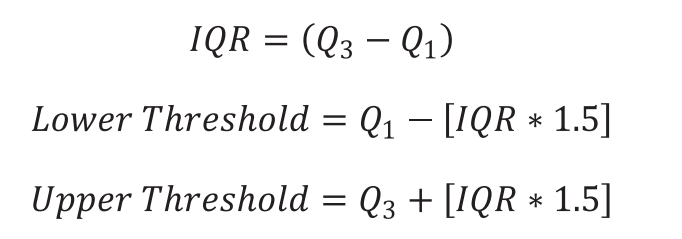 IQR = (Q₃ − Q₁)
Lower Threshold = Q₁ − [IQR * 1.5]
Upper Threshold = Q₃ + [IQR * 1.5]